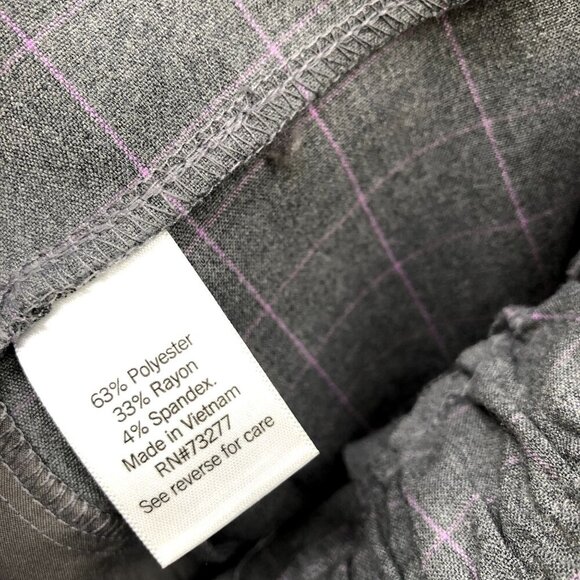 63% Polyester
33% Rayon
4% Spandex.
Made in Vietnam
RN#73277
See reverse for care